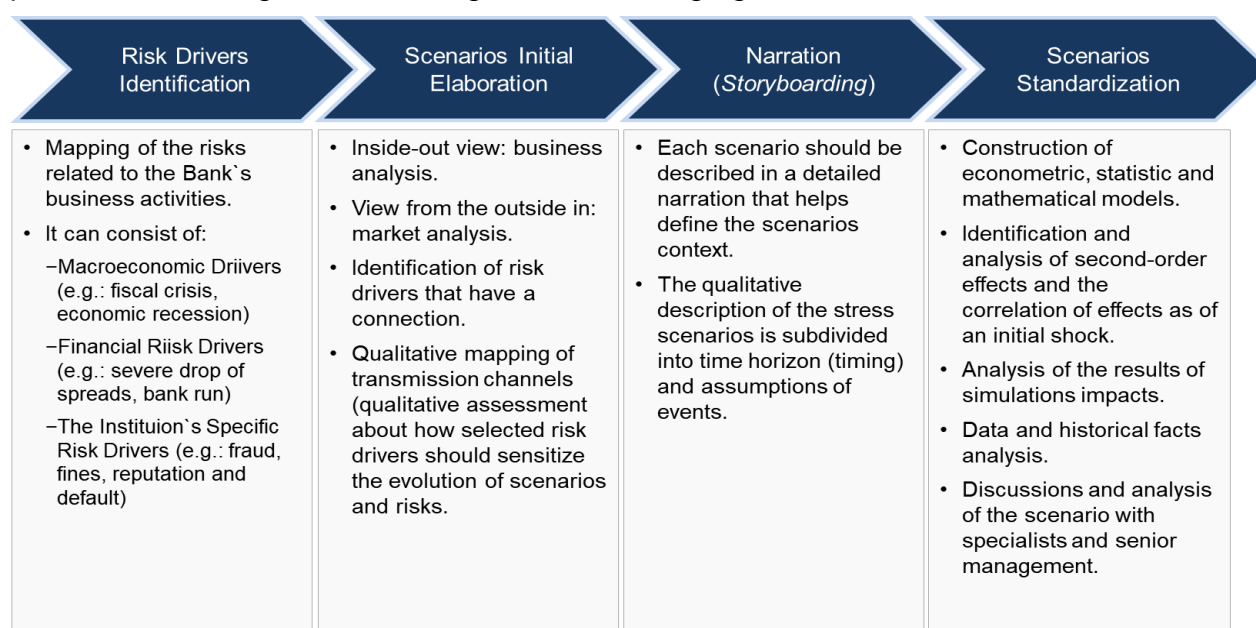 Risk Drivers
Identification
Scenarios Initial
Elaboration
Narration
(Storyboarding)
Scenarios
Standardization
• Mapping of the risks
related to the Bank`s
business activities.
• It can consist of:
−Macroeconomic Driivers
(e.g.: fiscal crisis,
economic recession)
−Financial Riisk Drivers
(e.g.: severe drop of
spreads, bank run)
−The Instituion`s Specific
Risk Drivers (e.g.: fraud,
fines, reputation and
default)
• Inside-out view: business
analysis.
• View from the outside in:
market analysis.
• Identification of risk
drivers that have a
connection.
• Qualitative mapping of
transmission channels
(qualitative assessment
about how selected risk
drivers should sensitize
the evolution of scenarios
and risks.
• Each scenario should be
described in a detailed
narration that helps
define the scenarios
context.
• The qualitative
description of the stress
scenarios is subdivided
into time horizon (timing)
and assumptions of
events.
• Construction of
econometric, statistic and
mathematical models.
• Identification and
analysis of second-order
effects and the
correlation of effects as of
an initial shock.
• Analysis of the results of
simulations impacts.
• Data and historical facts
analysis.
• Discussions and analysis
of the scenario with
specialists and senior
management.